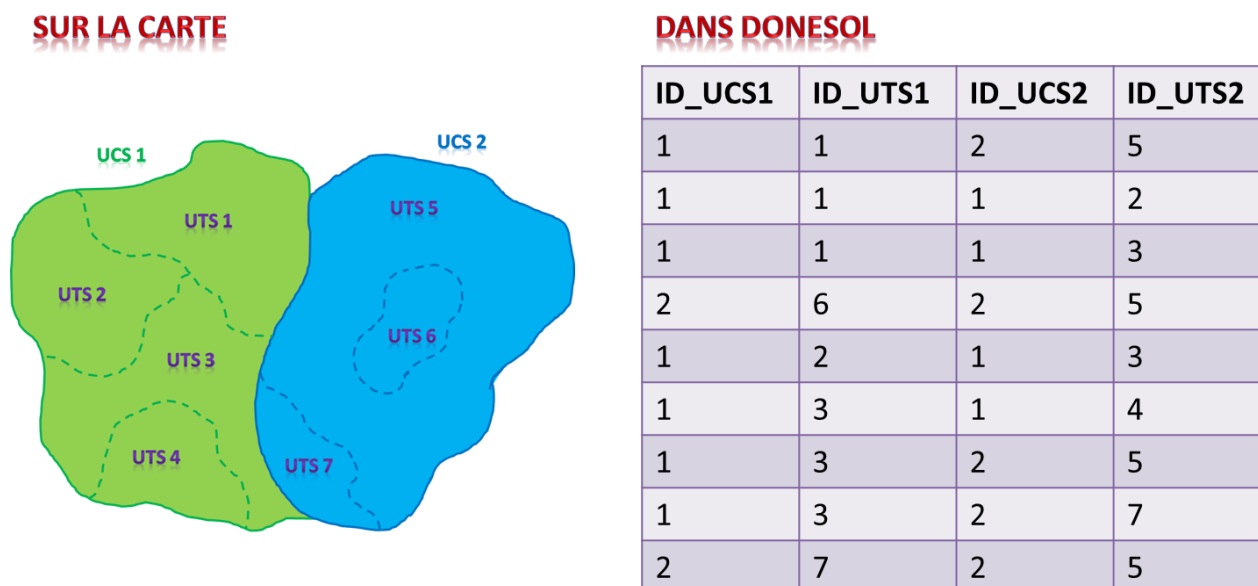 SUR LA CARTE
UCS 1
UCS 2
UTS 1
UTS 5
UTS 2
UTS 6
UTS 3
UTS 4
UTS 7
DANS DONESOL
ID_UCS1 ID_UTS1 ID_UCS2 ID_UTS2
1 1 2 5
1 1 1 2
1 1 1 3
2 6 2 5
1 2 1 3
1 3 1 4
1 3 2 5
1 3 2 7
2 7 2 5